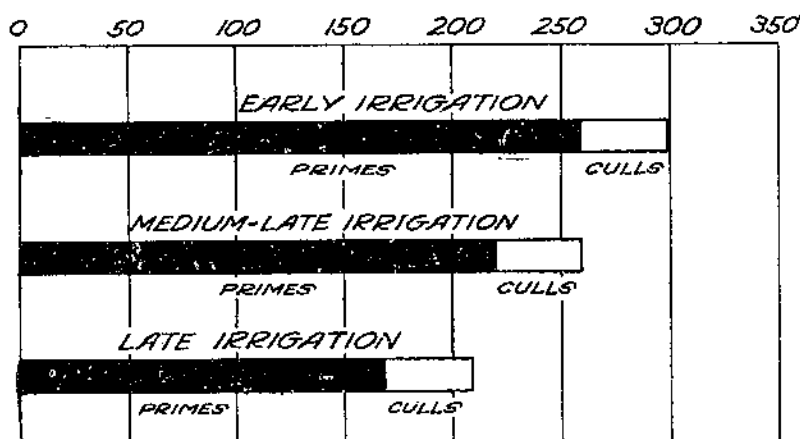 0 50 100 150 200 250 300 350
EARLY IRRIGATION
PRIMES CULLS
MEDIUM-LATE IRRIGATION
PRIMES CULLS
LATE IRRIGATION
PRIMES CULLS